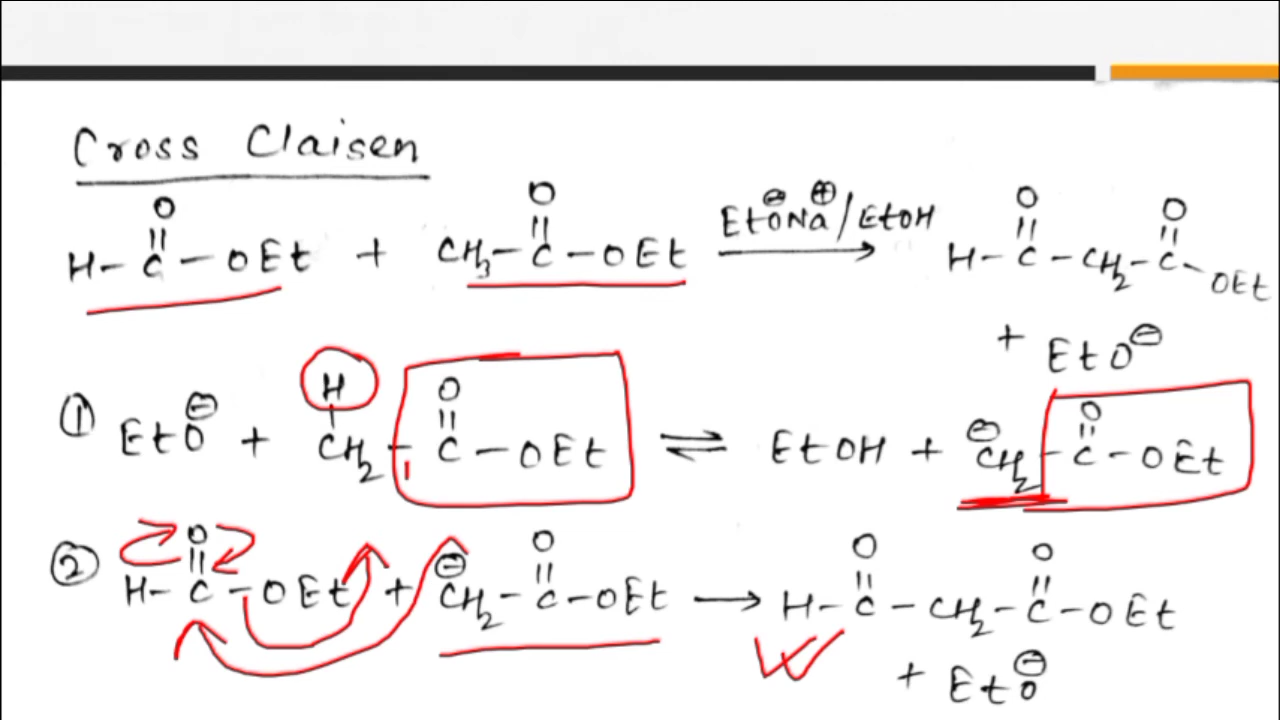 Cross Claisen
O O O O
|| || EtO⊖Na⊕/EtOH || ||
H-C-OEt + CH₃-C-OEt ⟶ H-C-CH₂-C-OEt
+ EtO⊖
H O O
| || ||
① EtO⊖ + CH₂-C-OEt ⇌ EtOH + ⊖CH₂-C-OEt
O O O O
|| || || ||
② H-C-OEt + ⊖CH₂-C-OEt ⟶ H-C-CH₂-C-OEt
+ EtO⊖